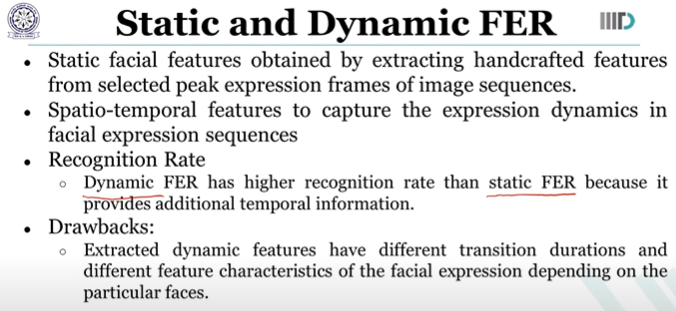 Static and Dynamic FER
IIID
• Static facial features obtained by extracting handcrafted features
from selected peak expression frames of image sequences.
• Spatio-temporal features to capture the expression dynamics in
facial expression sequences
• Recognition Rate
○ Dynamic FER has higher recognition rate than static FER because it
provides additional temporal information.
• Drawbacks:
○ Extracted dynamic features have different transition durations and
different feature characteristics of the facial expression depending on the
particular faces.